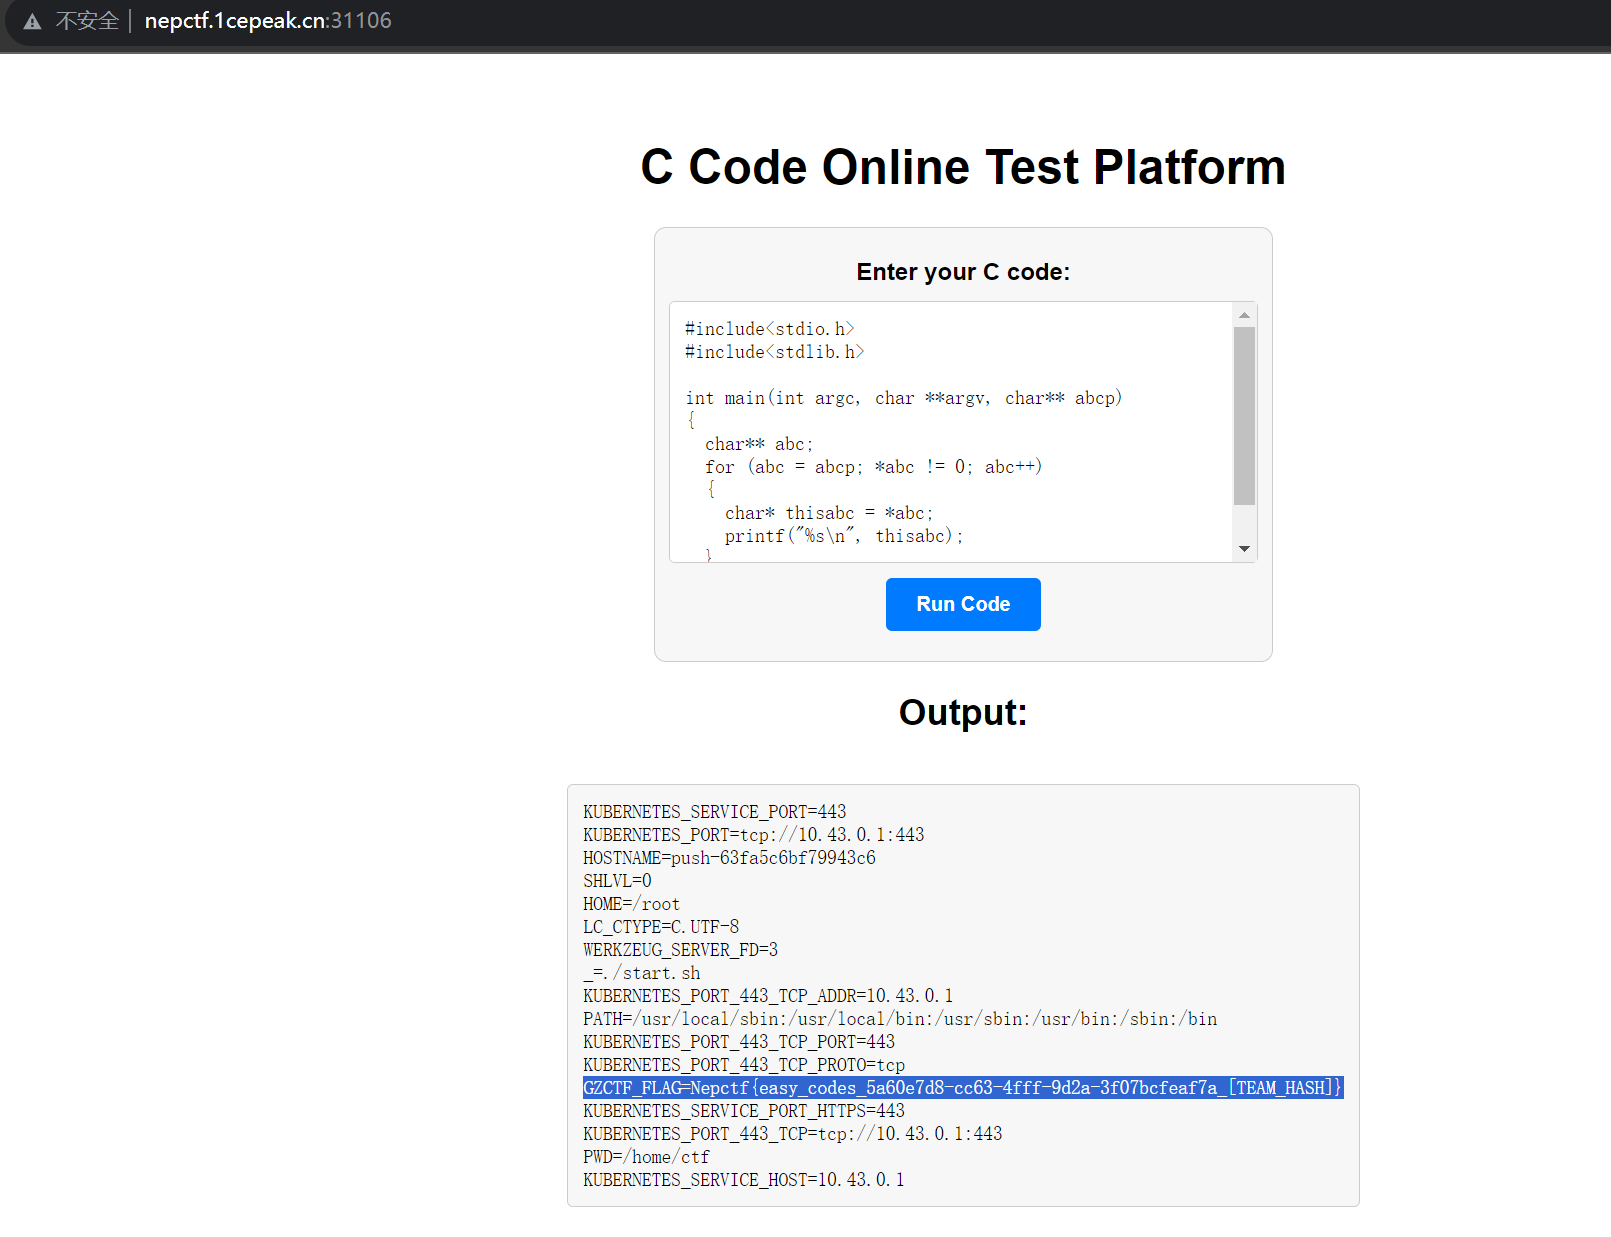 不安全 | nepctf.1cepeak.cn:31106
C Code Online Test Platform
Enter your C code:
#include<stdio.h>
#include<stdlib.h>
int main(int argc, char **argv, char** abcp)
{
char** abc;
for (abc = abcp; *abc != 0; abc++)
{
char* thisabc = *abc;
printf("%s\n", thisabc);
}
Run Code
Output:
KUBERNETES_SERVICE_PORT=443
KUBERNETES_PORT=tcp://10.43.0.1:443
HOSTNAME=push-63fa5c6bf79943c6
SHLVL=0
HOME=/root
LC_CTYPE=C.UTF-8
WERKZEUG_SERVER_FD=3
_=./start.sh
KUBERNETES_PORT_443_TCP_ADDR=10.43.0.1
PATH=/usr/local/sbin:/usr/local/bin:/usr/sbin:/usr/bin:/sbin:/bin
KUBERNETES_PORT_443_TCP_PORT=443
KUBERNETES_PORT_443_TCP_PROTO=tcp
GZCTF_FLAG=Nepctf{easy_codes_5a60e7d8-cc63-4fff-9d2a-3f07bcfeaf7a_[TEAM_HASH]}
KUBERNETES_SERVICE_PORT_HTTPS=443
KUBERNETES_PORT_443_TCP=tcp://10.43.0.1:443
PWD=/home/ctf
KUBERNETES_SERVICE_HOST=10.43.0.1